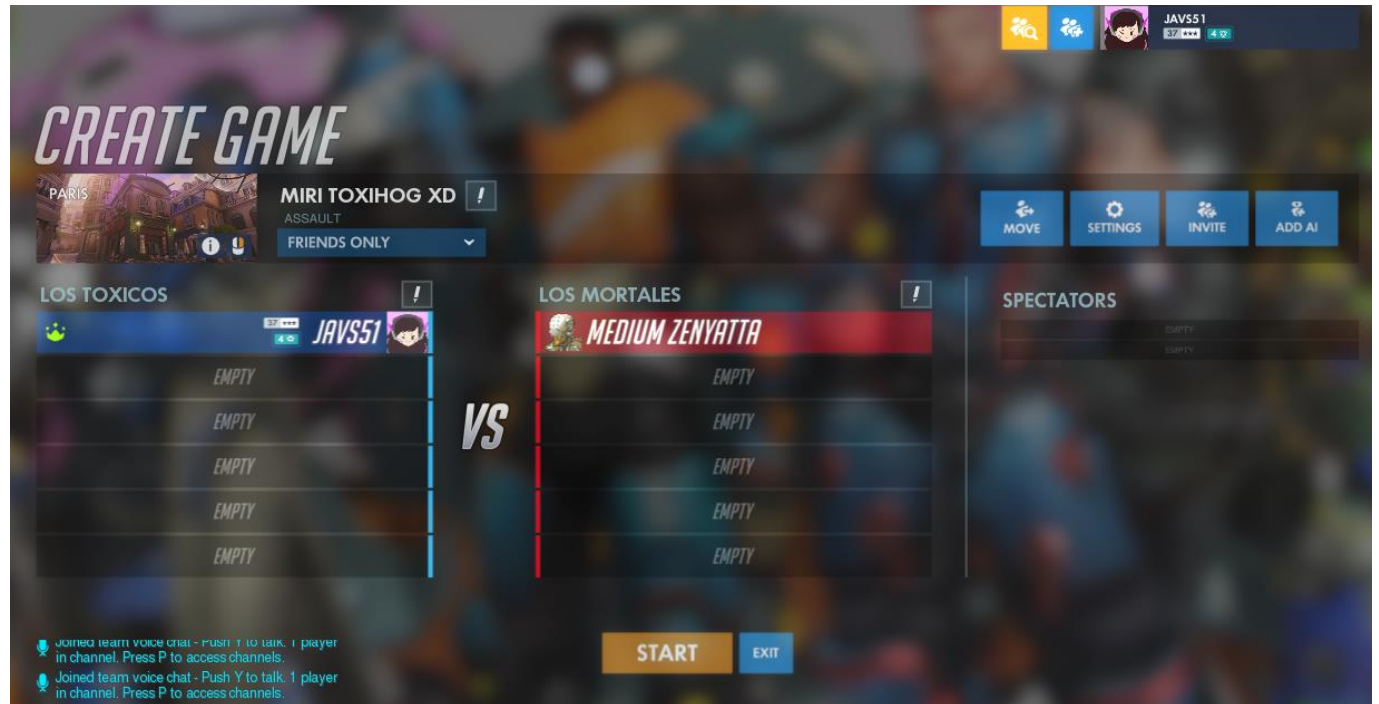 JAVS51
37 ★★★ 4
CREATE GAME
PARIS
MIRI TOXIHOG XD !
ASSAULT
FRIENDS ONLY
MOVE
SETTINGS
INVITE
ADD AI
LOS TOXICOS !
37 ★★★
4
JAVS51
EMPTY
EMPTY
EMPTY
EMPTY
EMPTY
VS
LOS MORTALES !
MEDIUM ZENYATTA
EMPTY
EMPTY
EMPTY
EMPTY
EMPTY
SPECTATORS
EMPTY
EMPTY
Joined team voice chat - Push Y to talk. 1 player
in channel. Press P to access channels.
Joined team voice chat - Push Y to talk. 1 player
in channel. Press P to access channels.
START
EXIT